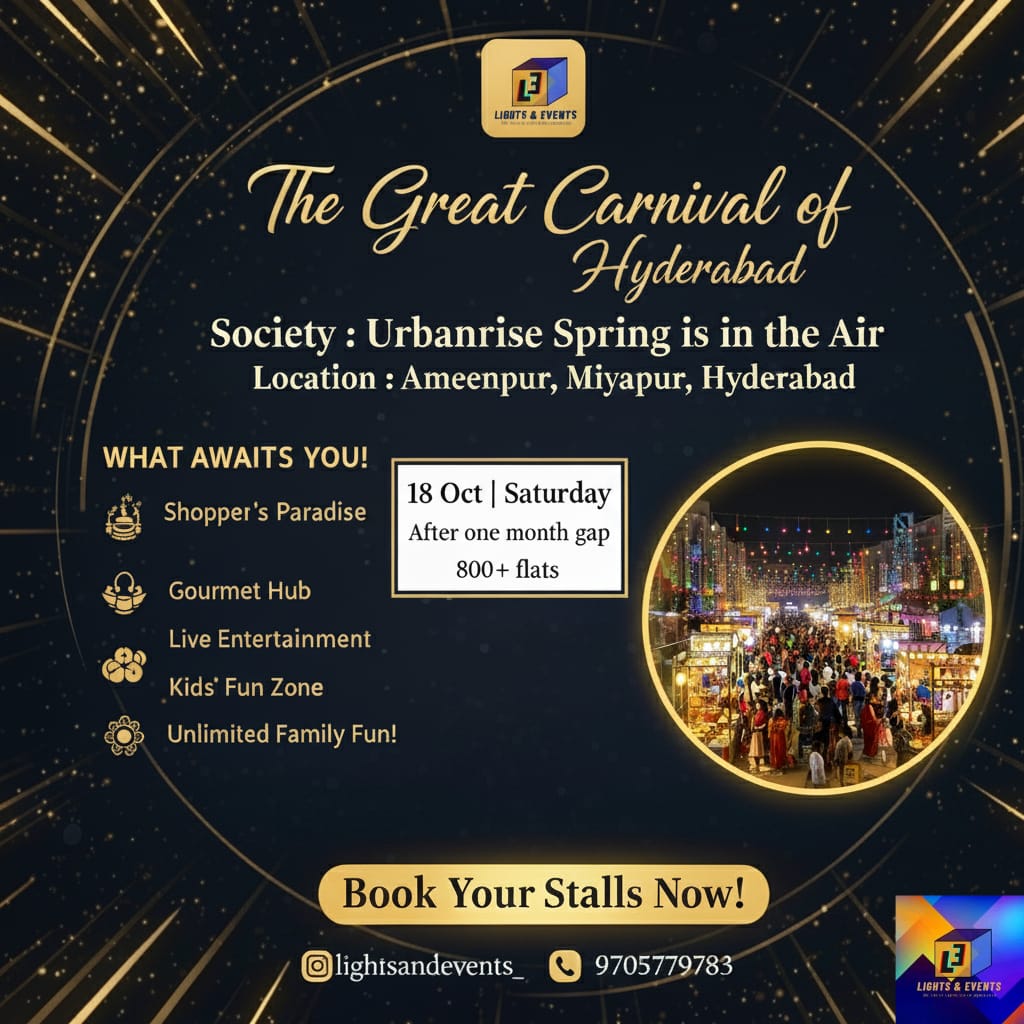 LE
LIGHTS & EVENTS
The Great Carnival of
Hyderabad
Society : Urbanrise Spring is in the Air
Location : Ameenpur, Miyapur, Hyderabad
WHAT AWAITS YOU!
Shopper's Paradise
Gourmet Hub
Live Entertainment
Kids' Fun Zone
Unlimited Family Fun!
18 Oct | Saturday
After one month gap
800+ flats
Book Your Stalls Now!
lightsandevents_ 9705779783
LE
LIGHTS & EVENTS